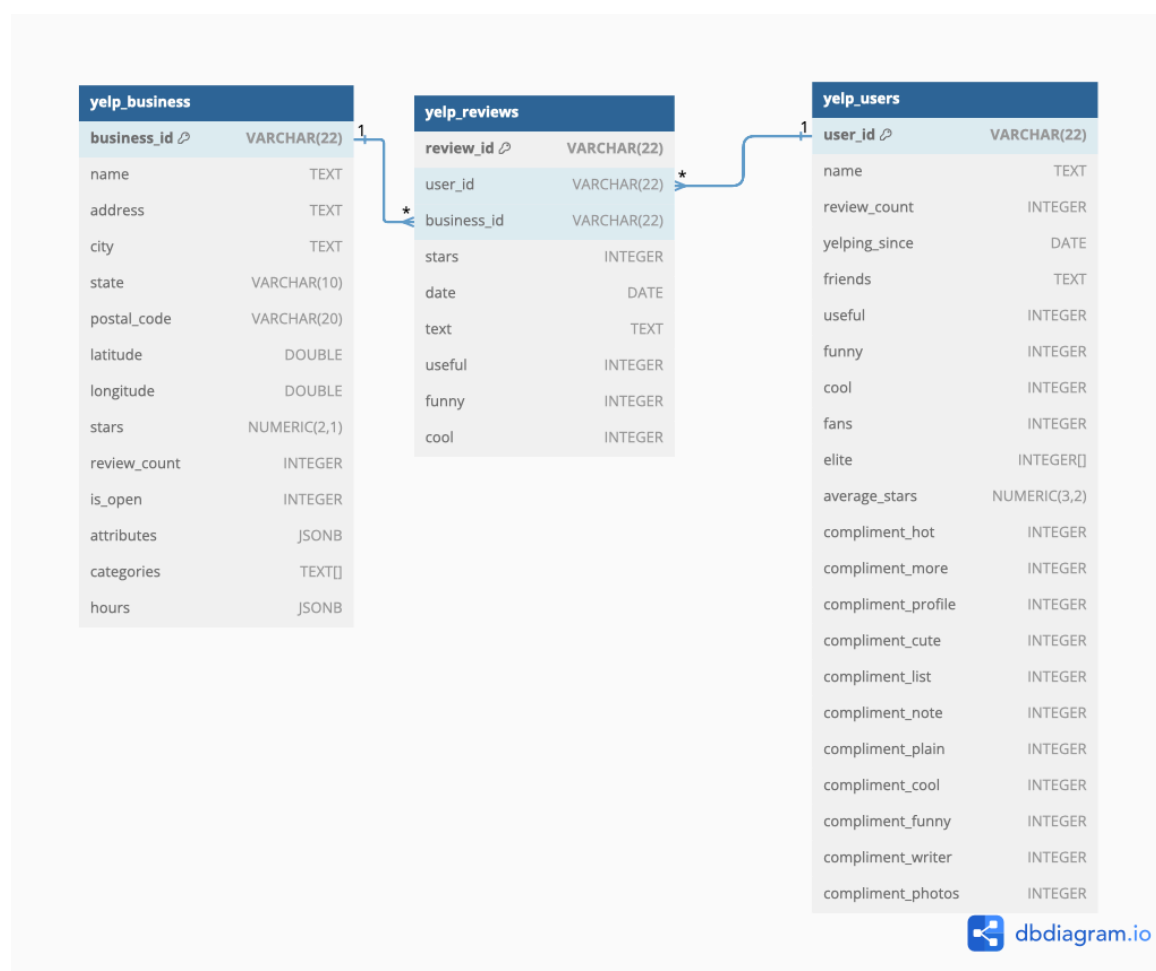 yelp_business
business_id VARCHAR(22)
name TEXT
address TEXT
city TEXT
state VARCHAR(10)
postal_code VARCHAR(20)
latitude DOUBLE
longitude DOUBLE
stars NUMERIC(2,1)
review_count INTEGER
is_open INTEGER
attributes JSONB
categories TEXT[]
hours JSONB
1
*
yelp_reviews
review_id VARCHAR(22)
user_id VARCHAR(22)
business_id VARCHAR(22)
stars INTEGER
date DATE
text TEXT
useful INTEGER
funny INTEGER
cool INTEGER
*
1
yelp_users
user_id VARCHAR(22)
name TEXT
review_count INTEGER
yelping_since DATE
friends TEXT
useful INTEGER
funny INTEGER
cool INTEGER
fans INTEGER
elite INTEGER[]
average_stars NUMERIC(3,2)
compliment_hot INTEGER
compliment_more INTEGER
compliment_profile INTEGER
compliment_cute INTEGER
compliment_list INTEGER
compliment_note INTEGER
compliment_plain INTEGER
compliment_cool INTEGER
compliment_funny INTEGER
compliment_writer INTEGER
compliment_photos INTEGER
dbdiagram.io